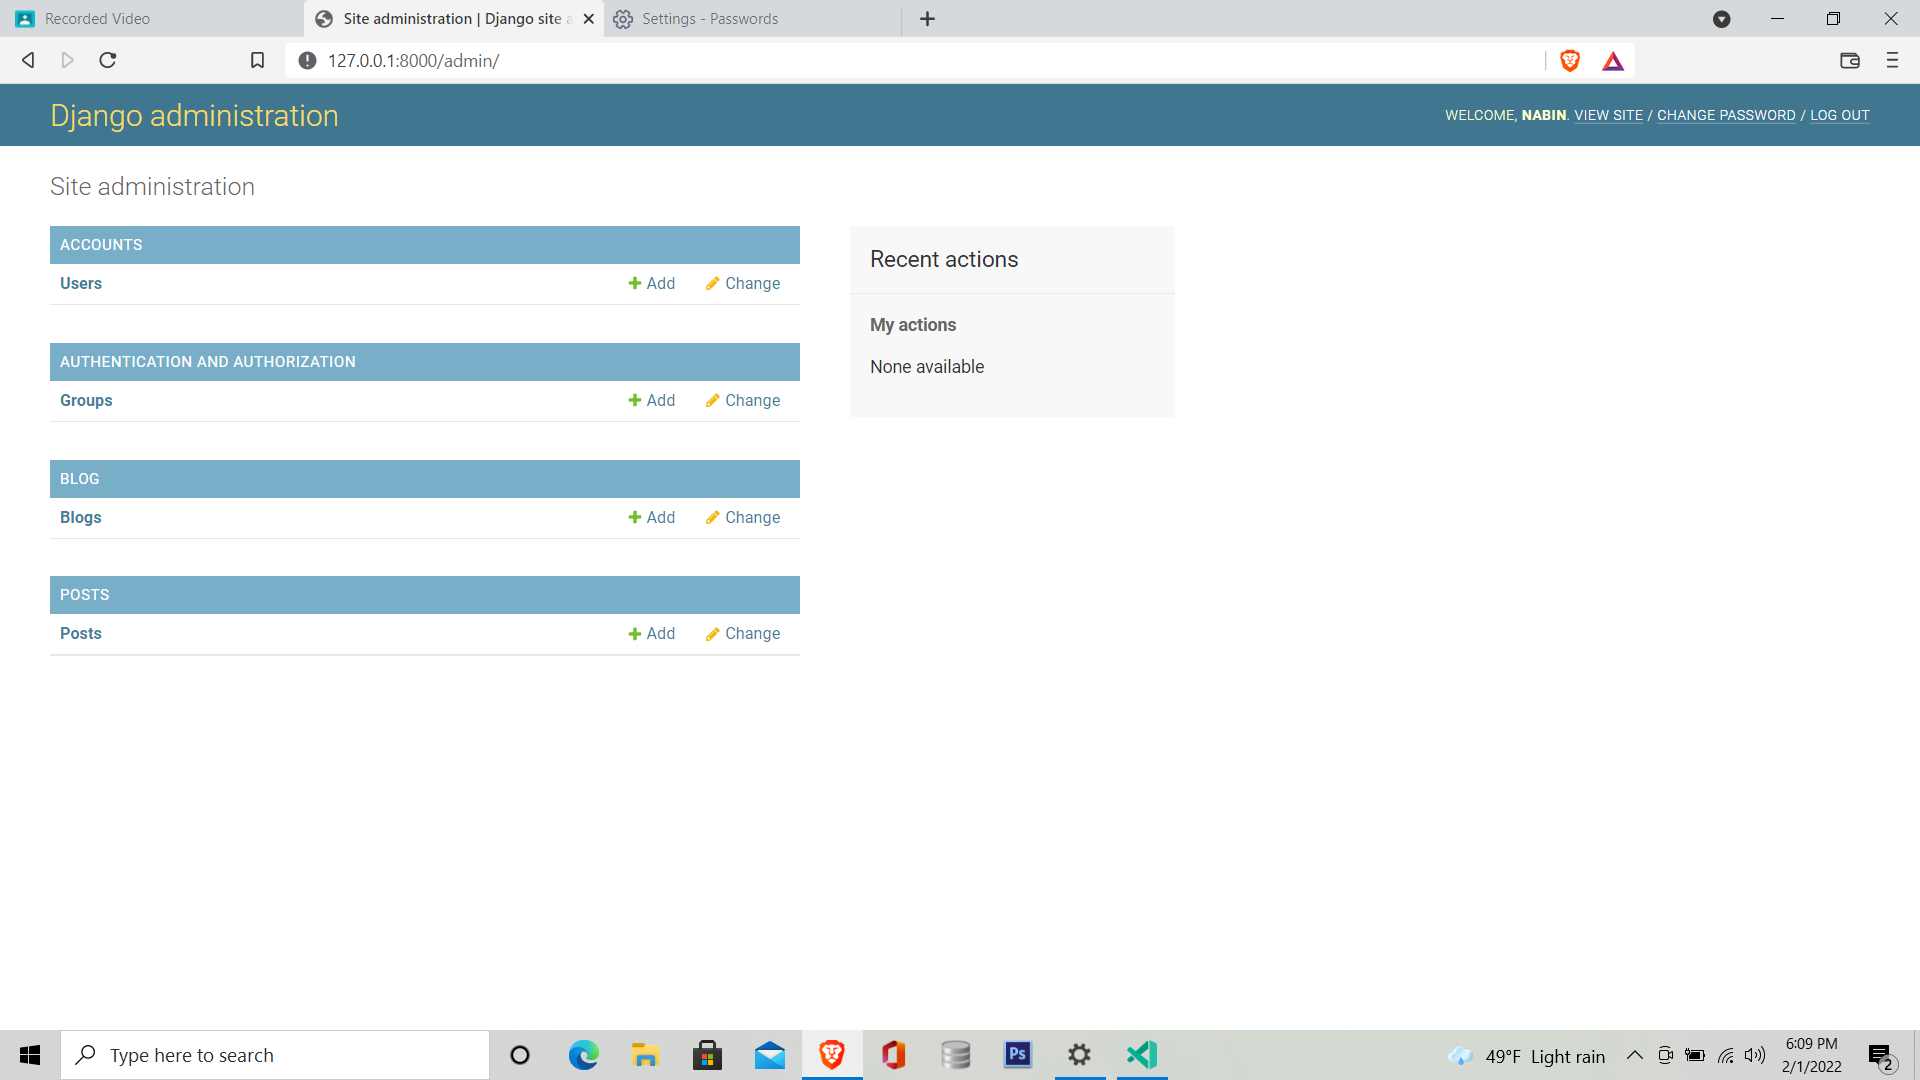 Recorded Video
Site administration | Django site a
Settings - Passwords
127.0.0.1:8000/admin/
Django administration
WELCOME, NABIN. VIEW SITE / CHANGE PASSWORD / LOG OUT
Site administration
ACCOUNTS
Users Add Change
AUTHENTICATION AND AUTHORIZATION
Groups Add Change
BLOG
Blogs Add Change
POSTS
Posts Add Change
Recent actions
My actions
None available
Type here to search
Ps
49°F Light rain
6:09 PM
2/1/2022
2